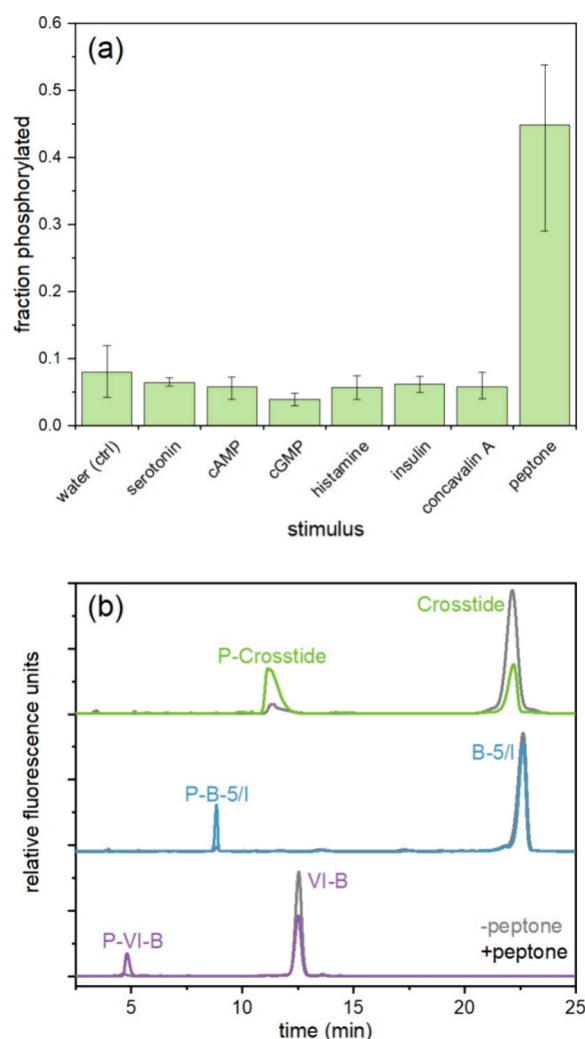 (a)
fraction phosphorylated
0.6
0.5
0.4
0.3
0.2
0.1
0.0
water (ctrl)
serotonin
cAMP
cGMP
histamine
insulin
concavalin A
peptone
stimulus
(b)
relative fluorescence units
Crosstide
P-Crosstide
B-5/I
P-B-5/I
VI-B
P-VI-B
-peptone
+peptone
5 10 15 20 25
time (min)